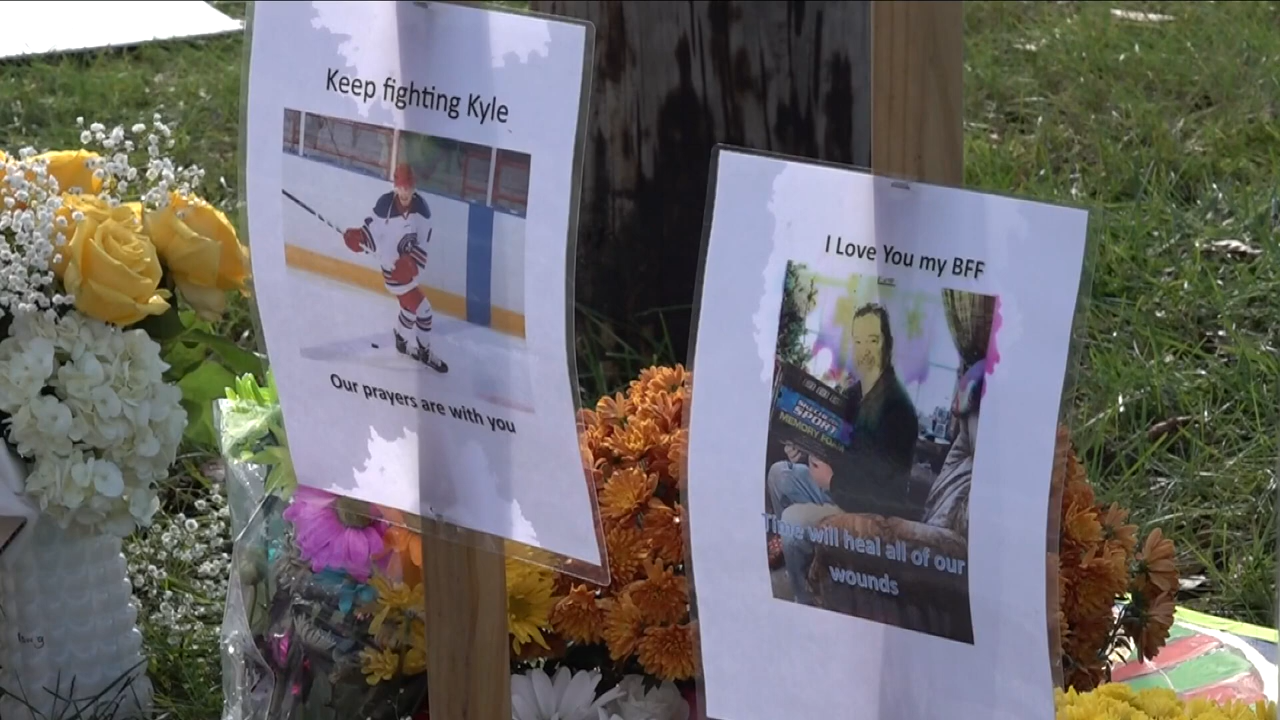 Keep fighting Kyle
Our prayers are with you
I Love You my BFF
SPORT
MEMORY
Time will heal all of our
wounds